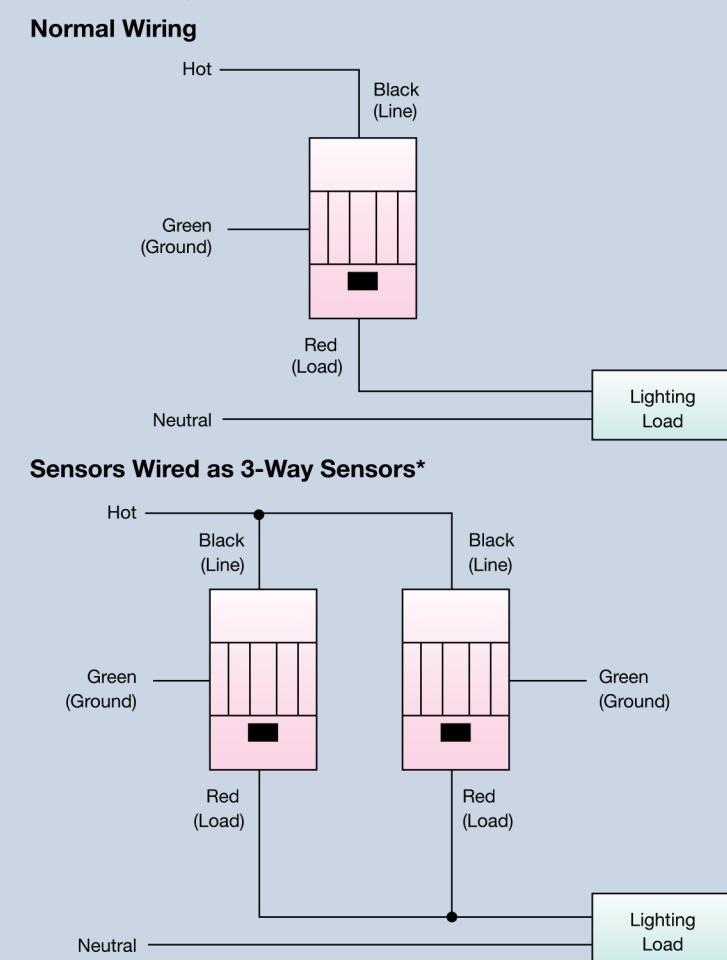 Normal Wiring
Hot
Black
(Line)
Green
(Ground)
Red
(Load)
Lighting
Load
Neutral
Sensors Wired as 3-Way Sensors*
Hot
Black
(Line)
Black
(Line)
Green
(Ground)
Green
(Ground)
Red
(Load)
Red
(Load)
Lighting
Load
Neutral